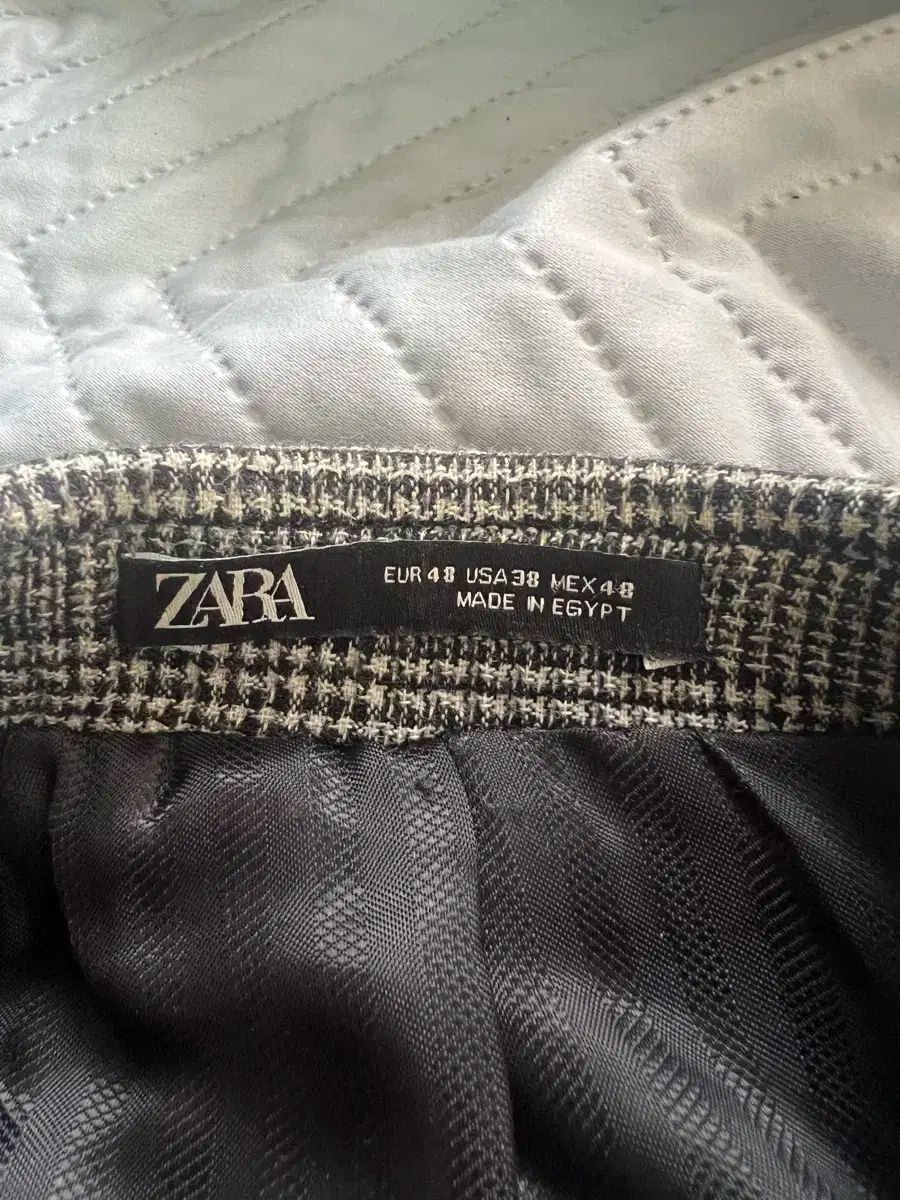 ZARA
EUR 48 USA 38 MEX 48
MADE IN EGYPT